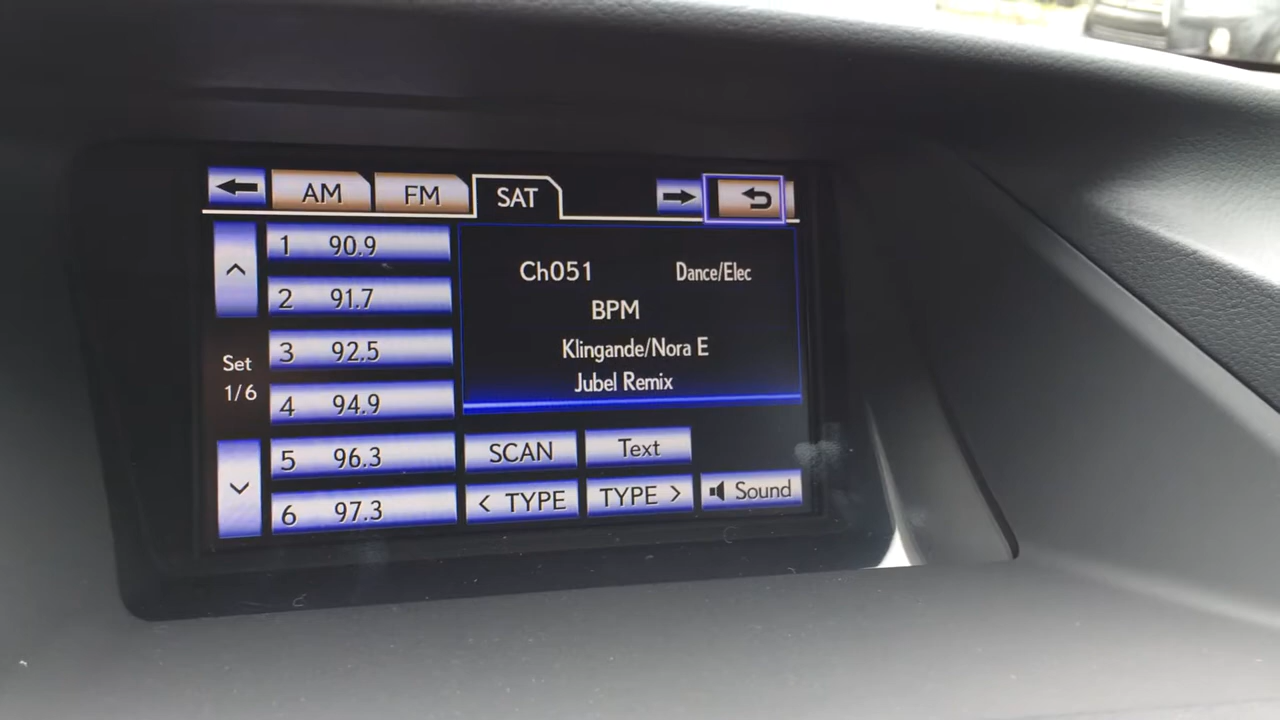 AM FM SAT
1 90.9
2 91.7
3 92.5
4 94.9
5 96.3
6 97.3
Set
1/6
Ch051 Dance/Elec
BPM
Klingande/Nora E
Jubel Remix
SCAN Text
< TYPE TYPE > Sound